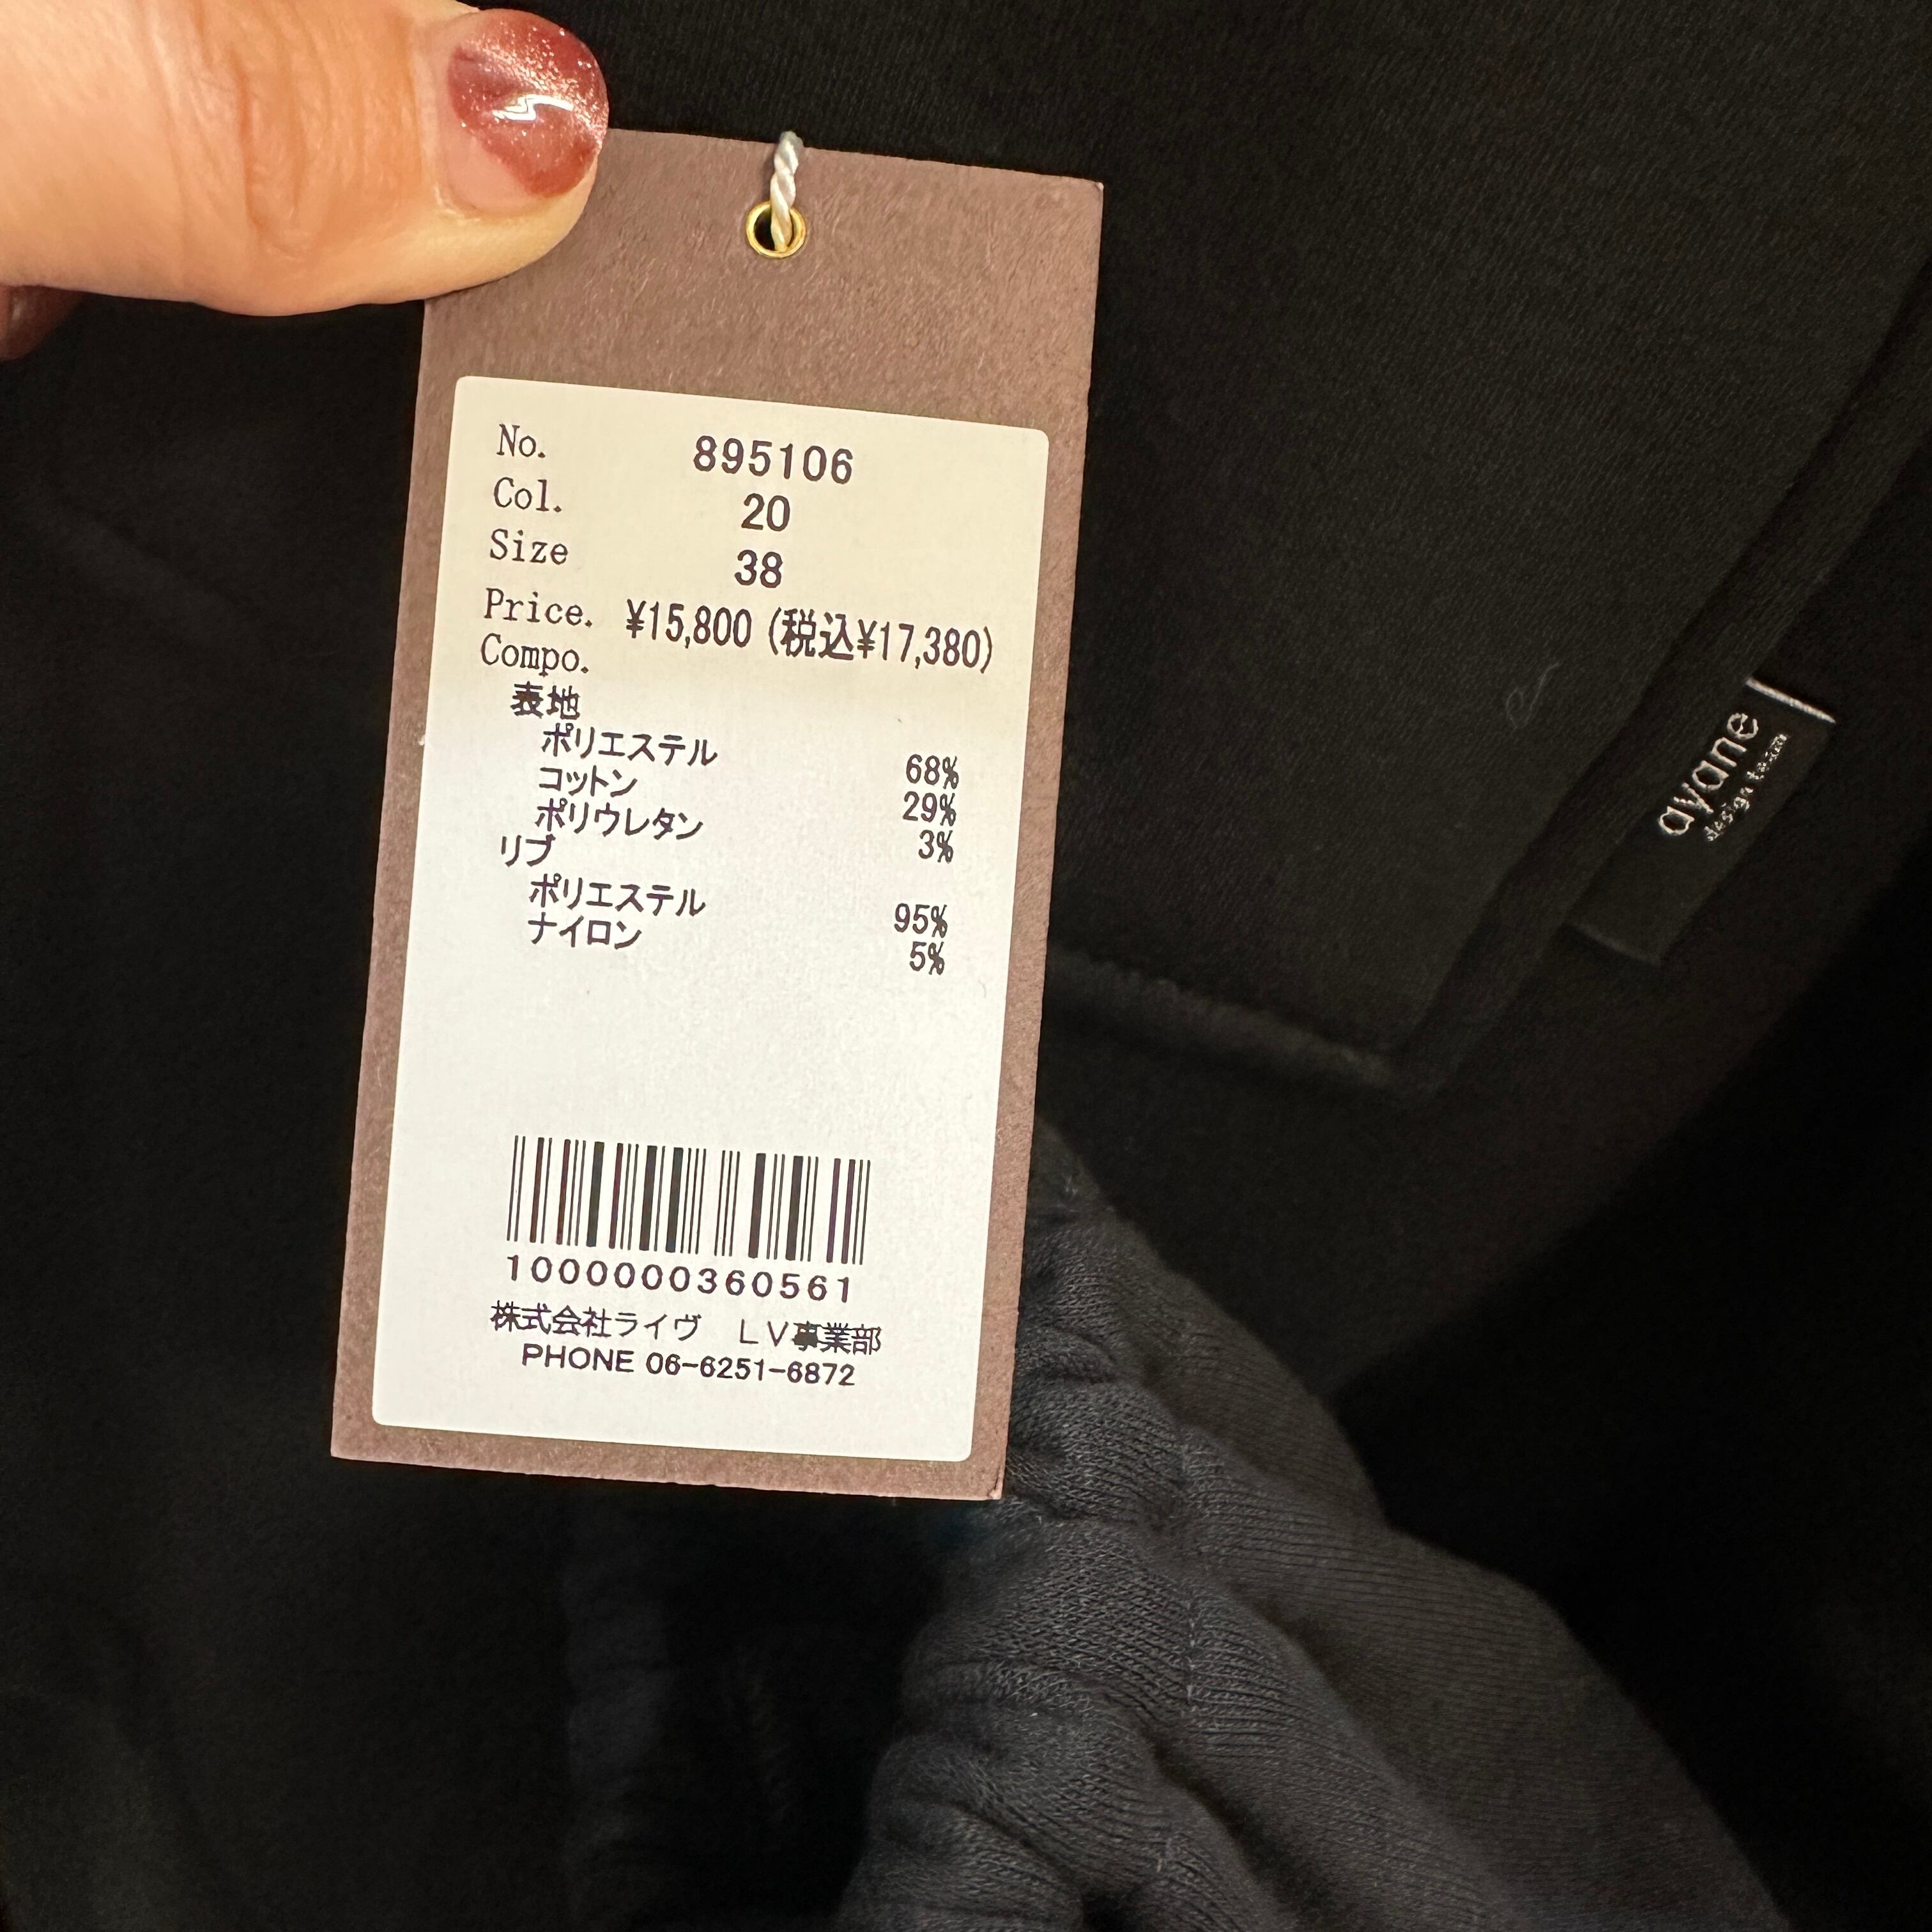 No. 895106
Col. 20
Size 38
Price. ¥15,800 (税込¥17,380)
Compo.
表地
ポリエステル 68%
コットン 29%
ポリウレタン 3%
リブ
ポリエステル 95%
ナイロン 5%
1000000360561
株式会社ライヴ LV事業部
PHONE 06-6251-6872
ayane
design team